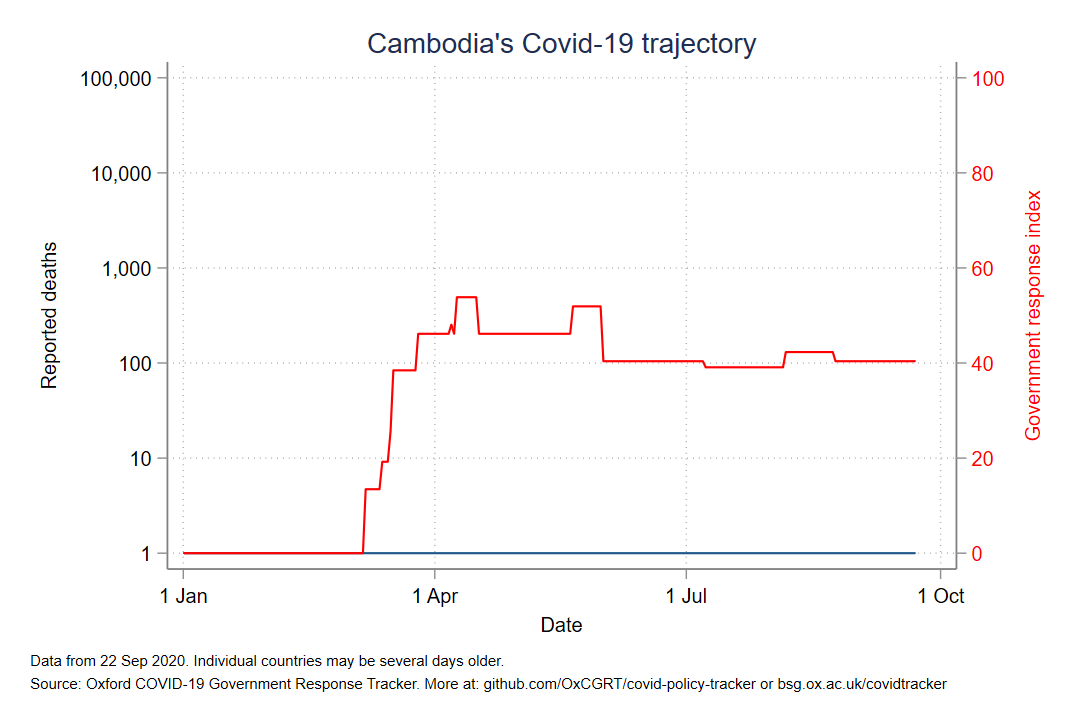 Cambodia's Covid-19 trajectory
100,000
10,000
1,000
100
10
1
Reported deaths
100
80
60
40
20
0
Government response index
1 Jan
1 Apr
1 Jul
1 Oct
Date
Data from 22 Sep 2020. Individual countries may be several days older.
Source: Oxford COVID-19 Government Response Tracker. More at: github.com/OxCGRT/covid-policy-tracker or bsg.ox.ac.uk/covidtracker